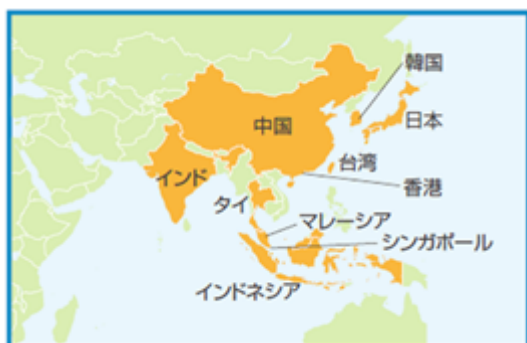 韓国
中国
日本
台湾
インド
香港
タイ
マレーシア
シンガポール
インドネシア